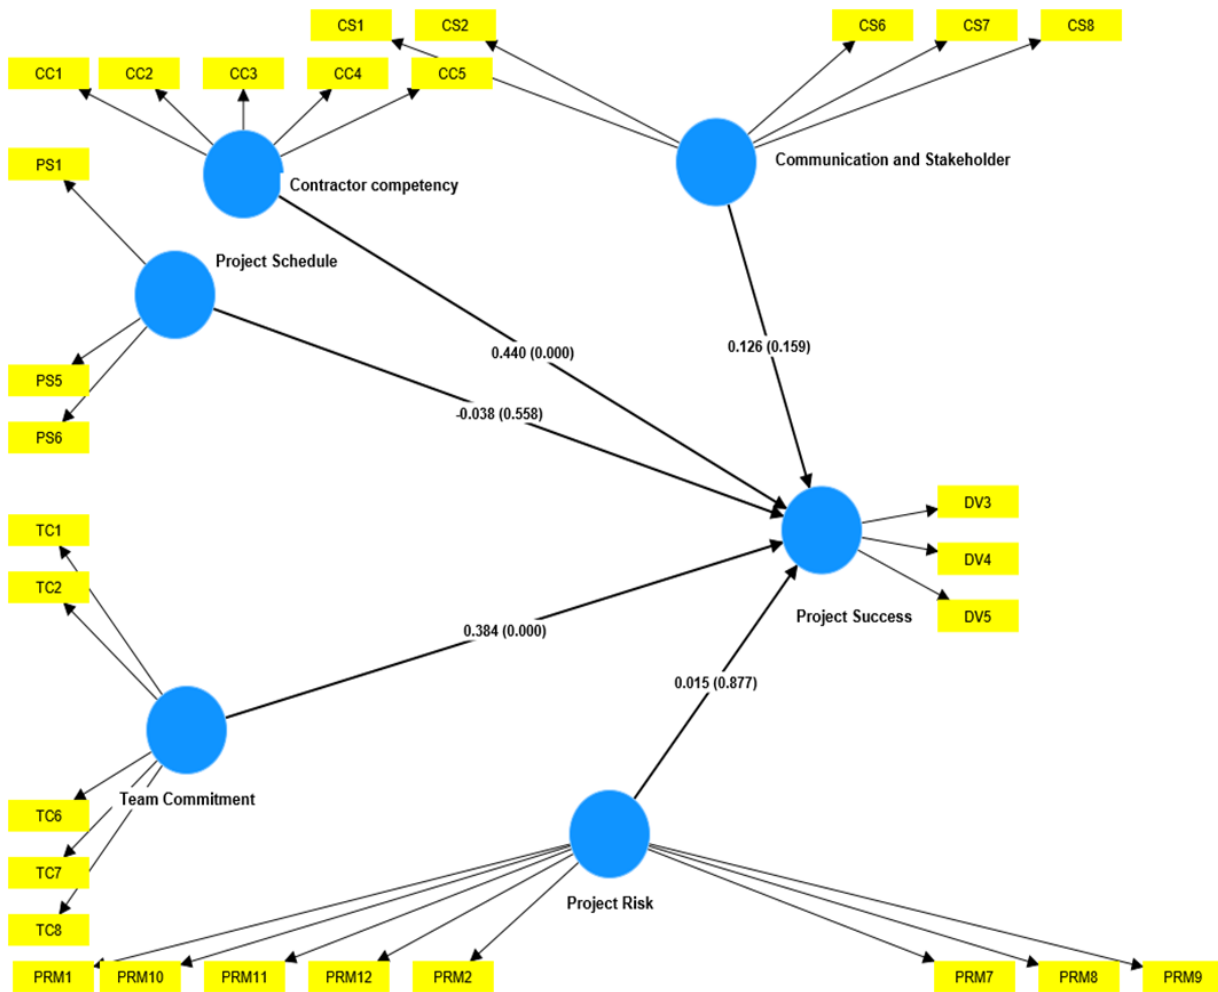 CS1
CS2
CS6
CS7
CS8
CC1
CC2
CC3
CC4
CC5
PS1
Communication and Stakeholder
Contractor competency
Project Schedule
0.440 (0.000)
0.126 (0.159)
PS5
-0.038 (0.558)
PS6
DV3
TC1
DV4
TC2
Project Success
DV5
0.384 (0.000)
0.015 (0.877)
Team Commitment
TC6
TC7
Project Risk
TC8
PRM1
PRM10
PRM11
PRM12
PRM2
PRM7
PRM8
PRM9